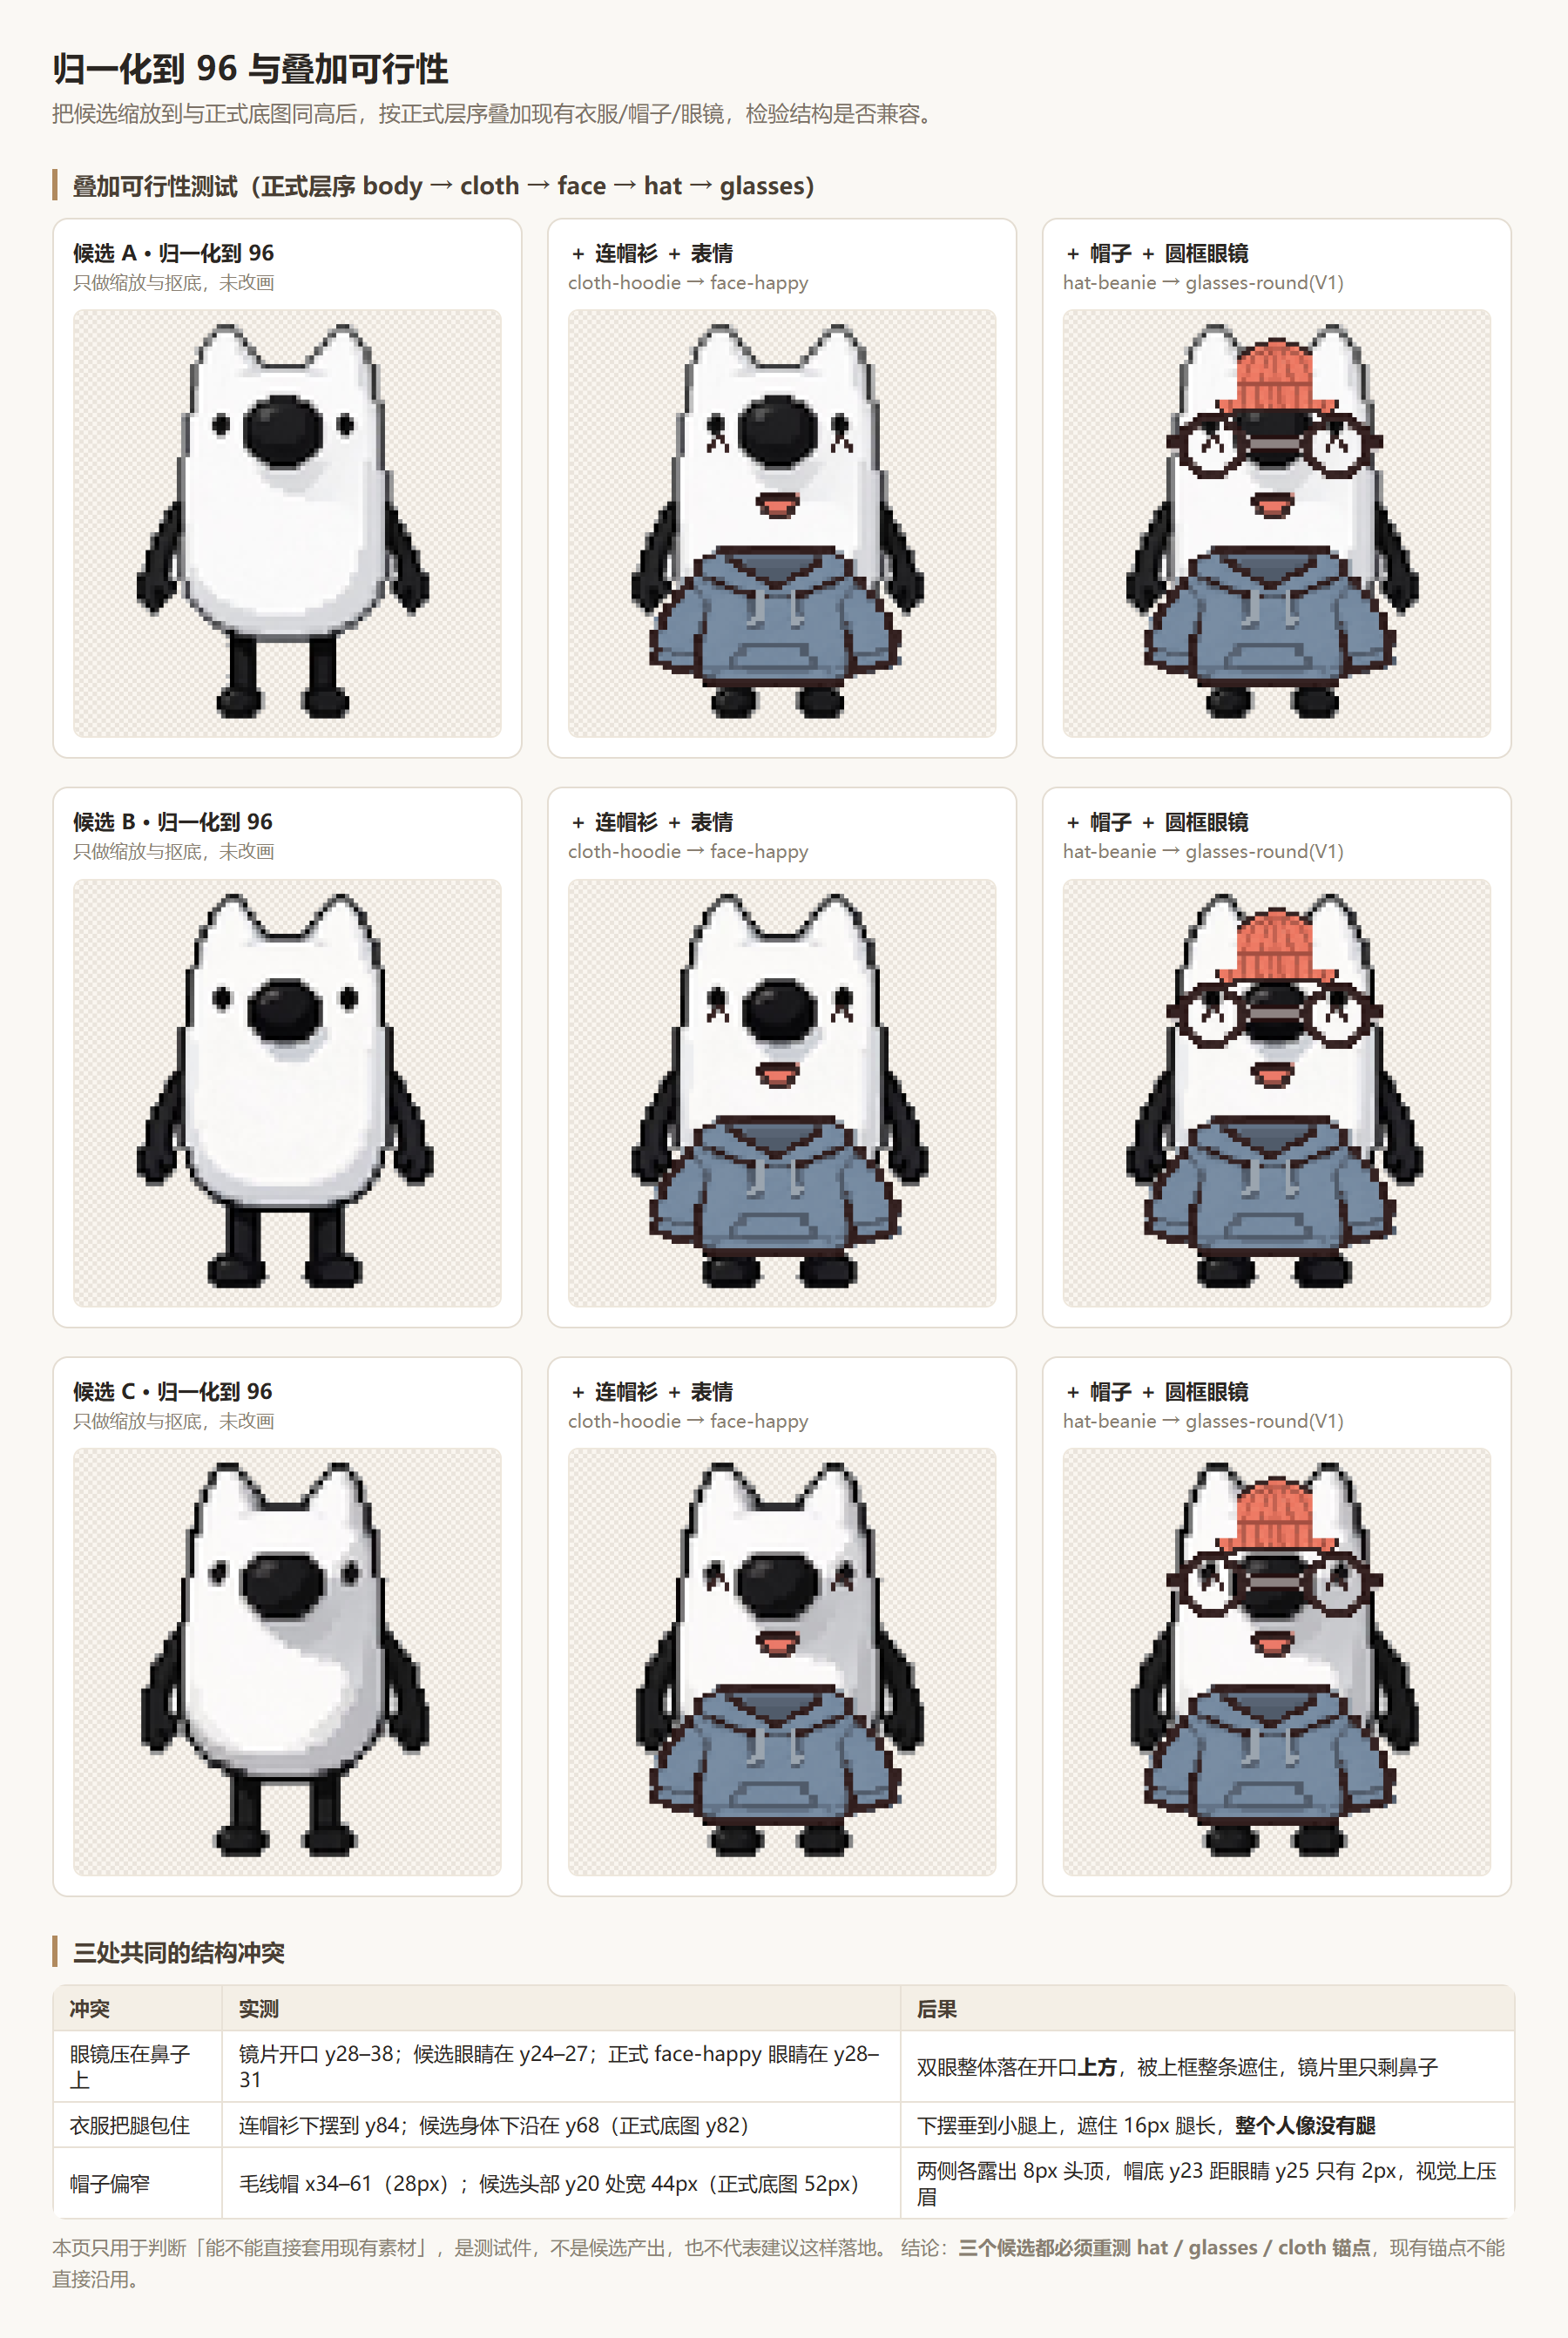 归一化到 96 与叠加可行性
把候选缩放到与正式底图同高后，按正式层序叠加现有衣服/帽子/眼镜，检验结构是否兼容。
叠加可行性测试（正式层序 body → cloth → face → hat → glasses）
候选 A · 归一化到 96
只做缩放与抠底，未改画
+ 连帽衫 + 表情
cloth-hoodie → face-happy
+ 帽子 + 圆框眼镜
hat-beanie → glasses-round(V1)
候选 B · 归一化到 96
只做缩放与抠底，未改画
+ 连帽衫 + 表情
cloth-hoodie → face-happy
+ 帽子 + 圆框眼镜
hat-beanie → glasses-round(V1)
候选 C · 归一化到 96
只做缩放与抠底，未改画
+ 连帽衫 + 表情
cloth-hoodie → face-happy
+ 帽子 + 圆框眼镜
hat-beanie → glasses-round(V1)
三处共同的结构冲突
冲突 实测 后果
眼镜压在鼻子
上
镜片开口 y28–38；候选眼睛在 y24–27；正式 face-happy 眼睛在 y28–
31
双眼整体落在开口上方，被上框整条遮住，镜片里只剩鼻子
衣服把腿包住 连帽衫下摆到 y84；候选身体下沿在 y68（正式底图 y82） 下摆垂到小腿上，遮住 16px 腿长，整个人像没有腿
帽子偏窄 毛线帽 x34–61（28px）；候选头部 y20 处宽 44px（正式底图 52px）
两侧各露出 8px 头顶，帽底 y23 距眼睛 y25 只有 2px，视觉上压
眉
本页只用于判断「能不能直接套用现有素材」，是测试件，不是候选产出，也不代表建议这样落地。 结论：三个候选都必须重测 hat / glasses / cloth 锚点，现有锚点不能
直接沿用。